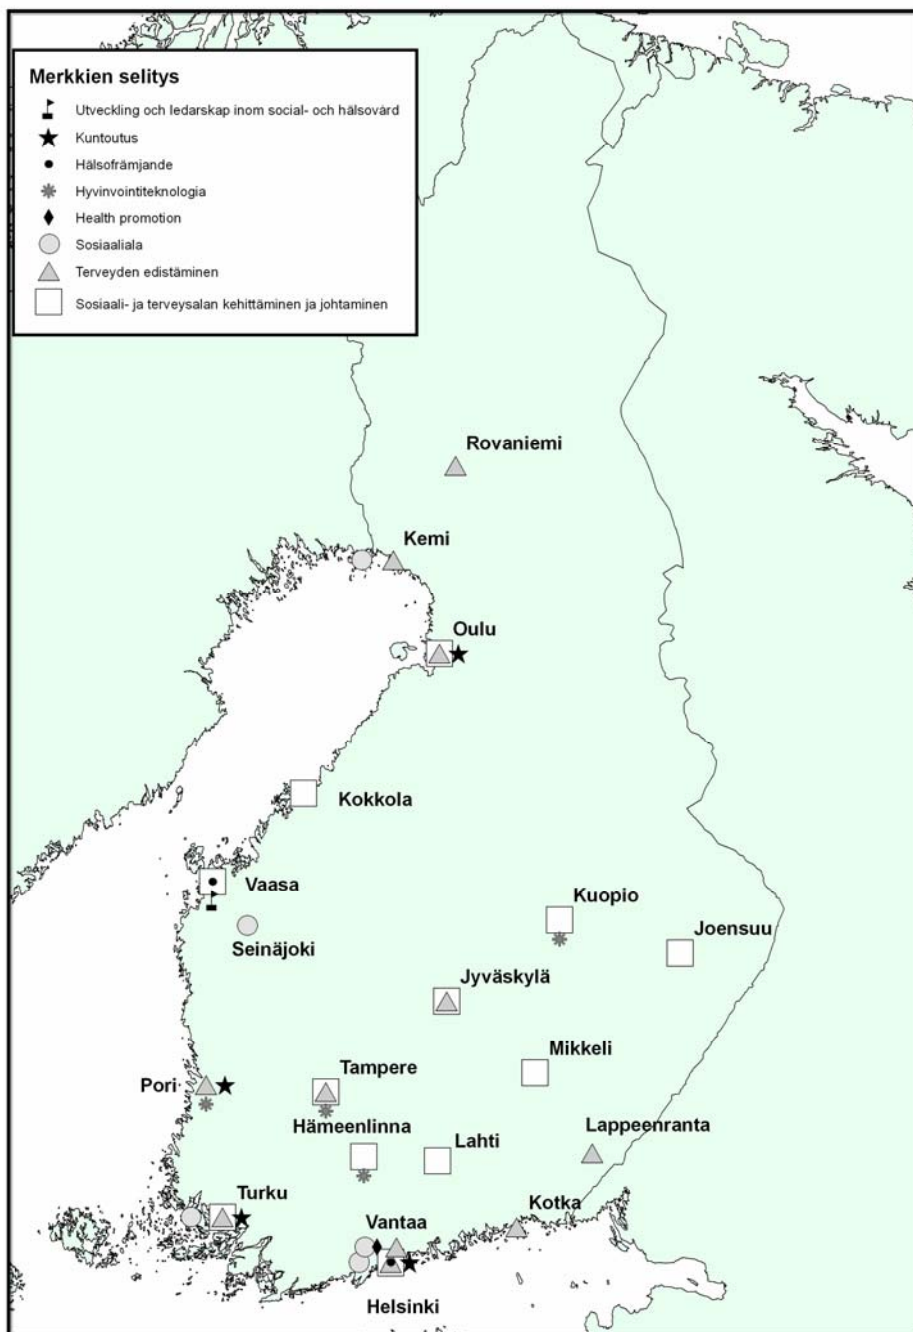 Merkkien selitys
Utveckling och ledarskap inom social- och hälsovård
Kuntoutus
Hälsofrämjande
Hyvinvointiteknologia
Health promotion
Sosiaaliala
Terveyden edistäminen
Sosiaali- ja terveysalan kehittäminen ja johtaminen
Rovaniemi
Kemi
Oulu
Kokkola
Vaasa
Kuopio
Seinäjoki
Joensuu
Jyväskylä
Mikkeli
Tampere
Pori
Hämeenlinna
Lappeenranta
Lahti
Turku
Kotka
Vantaa
Helsinki